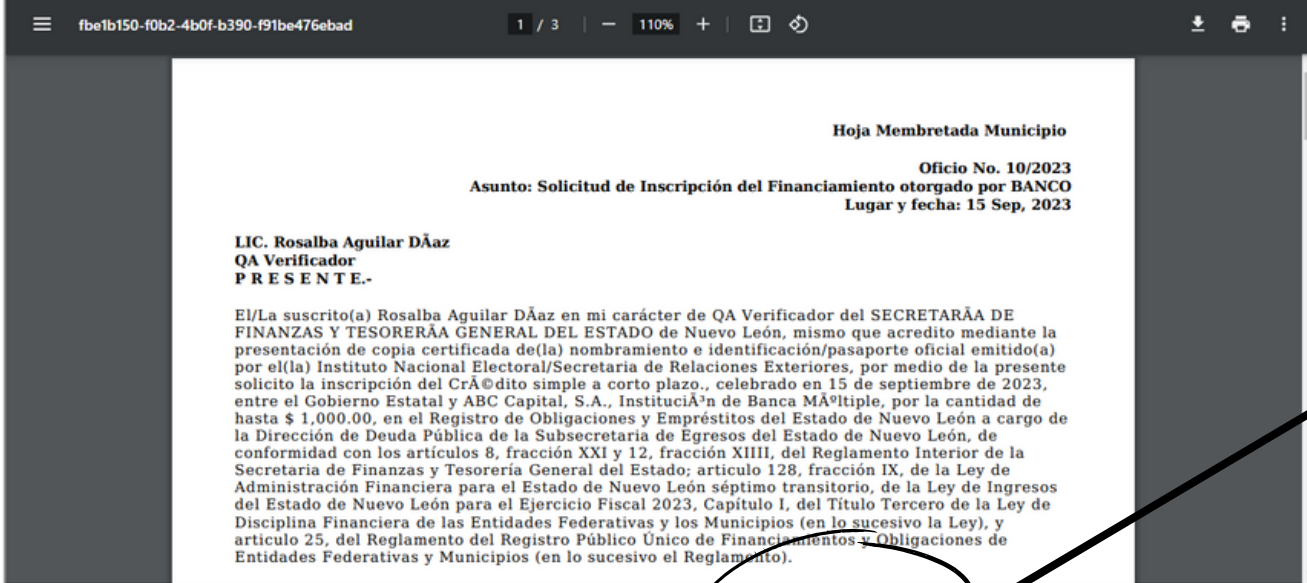 fbe1b150-f0b2-4b0f-b390-f91be476ebad 1 / 3 110%
Hoja Membretada Municipio
Oficio No. 10/2023
Asunto: Solicitud de Inscripción del Financiamiento otorgado por BANCO
Lugar y fecha: 15 Sep, 2023
LIC. Rosalba Aguilar DÃaz
QA Verificador
P R E S E N T E.-
El/La suscrito(a) Rosalba Aguilar DÃaz en mi carácter de QA Verificador del SECRETARÃA DE
FINANZAS Y TESORERÃA GENERAL DEL ESTADO de Nuevo León, mismo que acredito mediante la
presentación de copia certificada de(la) nombramiento e identificación/pasaporte oficial emitido(a)
por el(la) Instituto Nacional Electoral/Secretaria de Relaciones Exteriores, por medio de la presente
solicito la inscripción del CrÃ©dito simple a corto plazo., celebrado en 15 de septiembre de 2023,
entre el Gobierno Estatal y ABC Capital, S.A., InstituciÃ³n de Banca MÃºltiple, por la cantidad de
hasta $ 1,000.00, en el Registro de Obligaciones y Empréstitos del Estado de Nuevo León a cargo de
la Dirección de Deuda Pública de la Subsecretaria de Egresos del Estado de Nuevo León, de
conformidad con los artículos 8, fracción XXI y 12, fracción XIIII, del Reglamento Interior de la
Secretaria de Finanzas y Tesorería General del Estado; articulo 128, fracción IX, de la Ley de
Administración Financiera para el Estado de Nuevo León séptimo transitorio, de la Ley de Ingresos
del Estado de Nuevo León para el Ejercicio Fiscal 2023, Capítulo I, del Título Tercero de la Ley de
Disciplina Financiera de las Entidades Federativas y los Municipios (en lo sucesivo la Ley), y
articulo 25, del Reglamento del Registro Público Único de Financiamientos y Obligaciones de
Entidades Federativas y Municipios (en lo sucesivo el Reglamento).